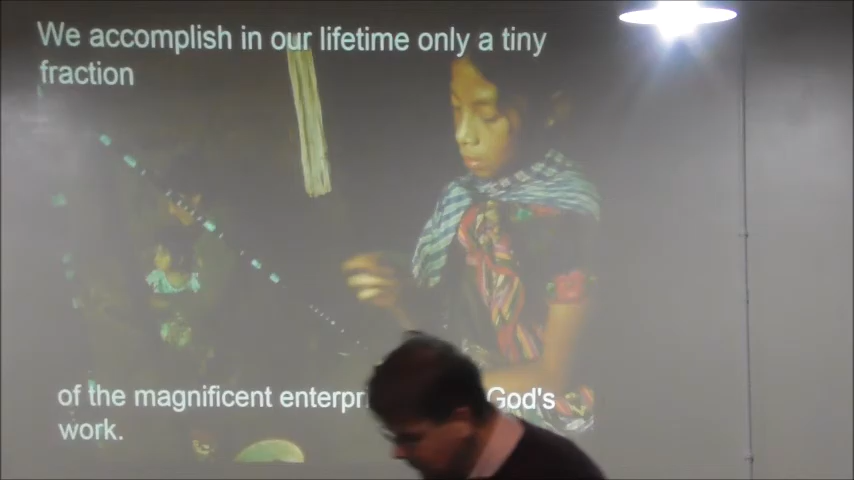 We accomplish in our lifetime only a tiny
fraction
of the magnificent God's
work.